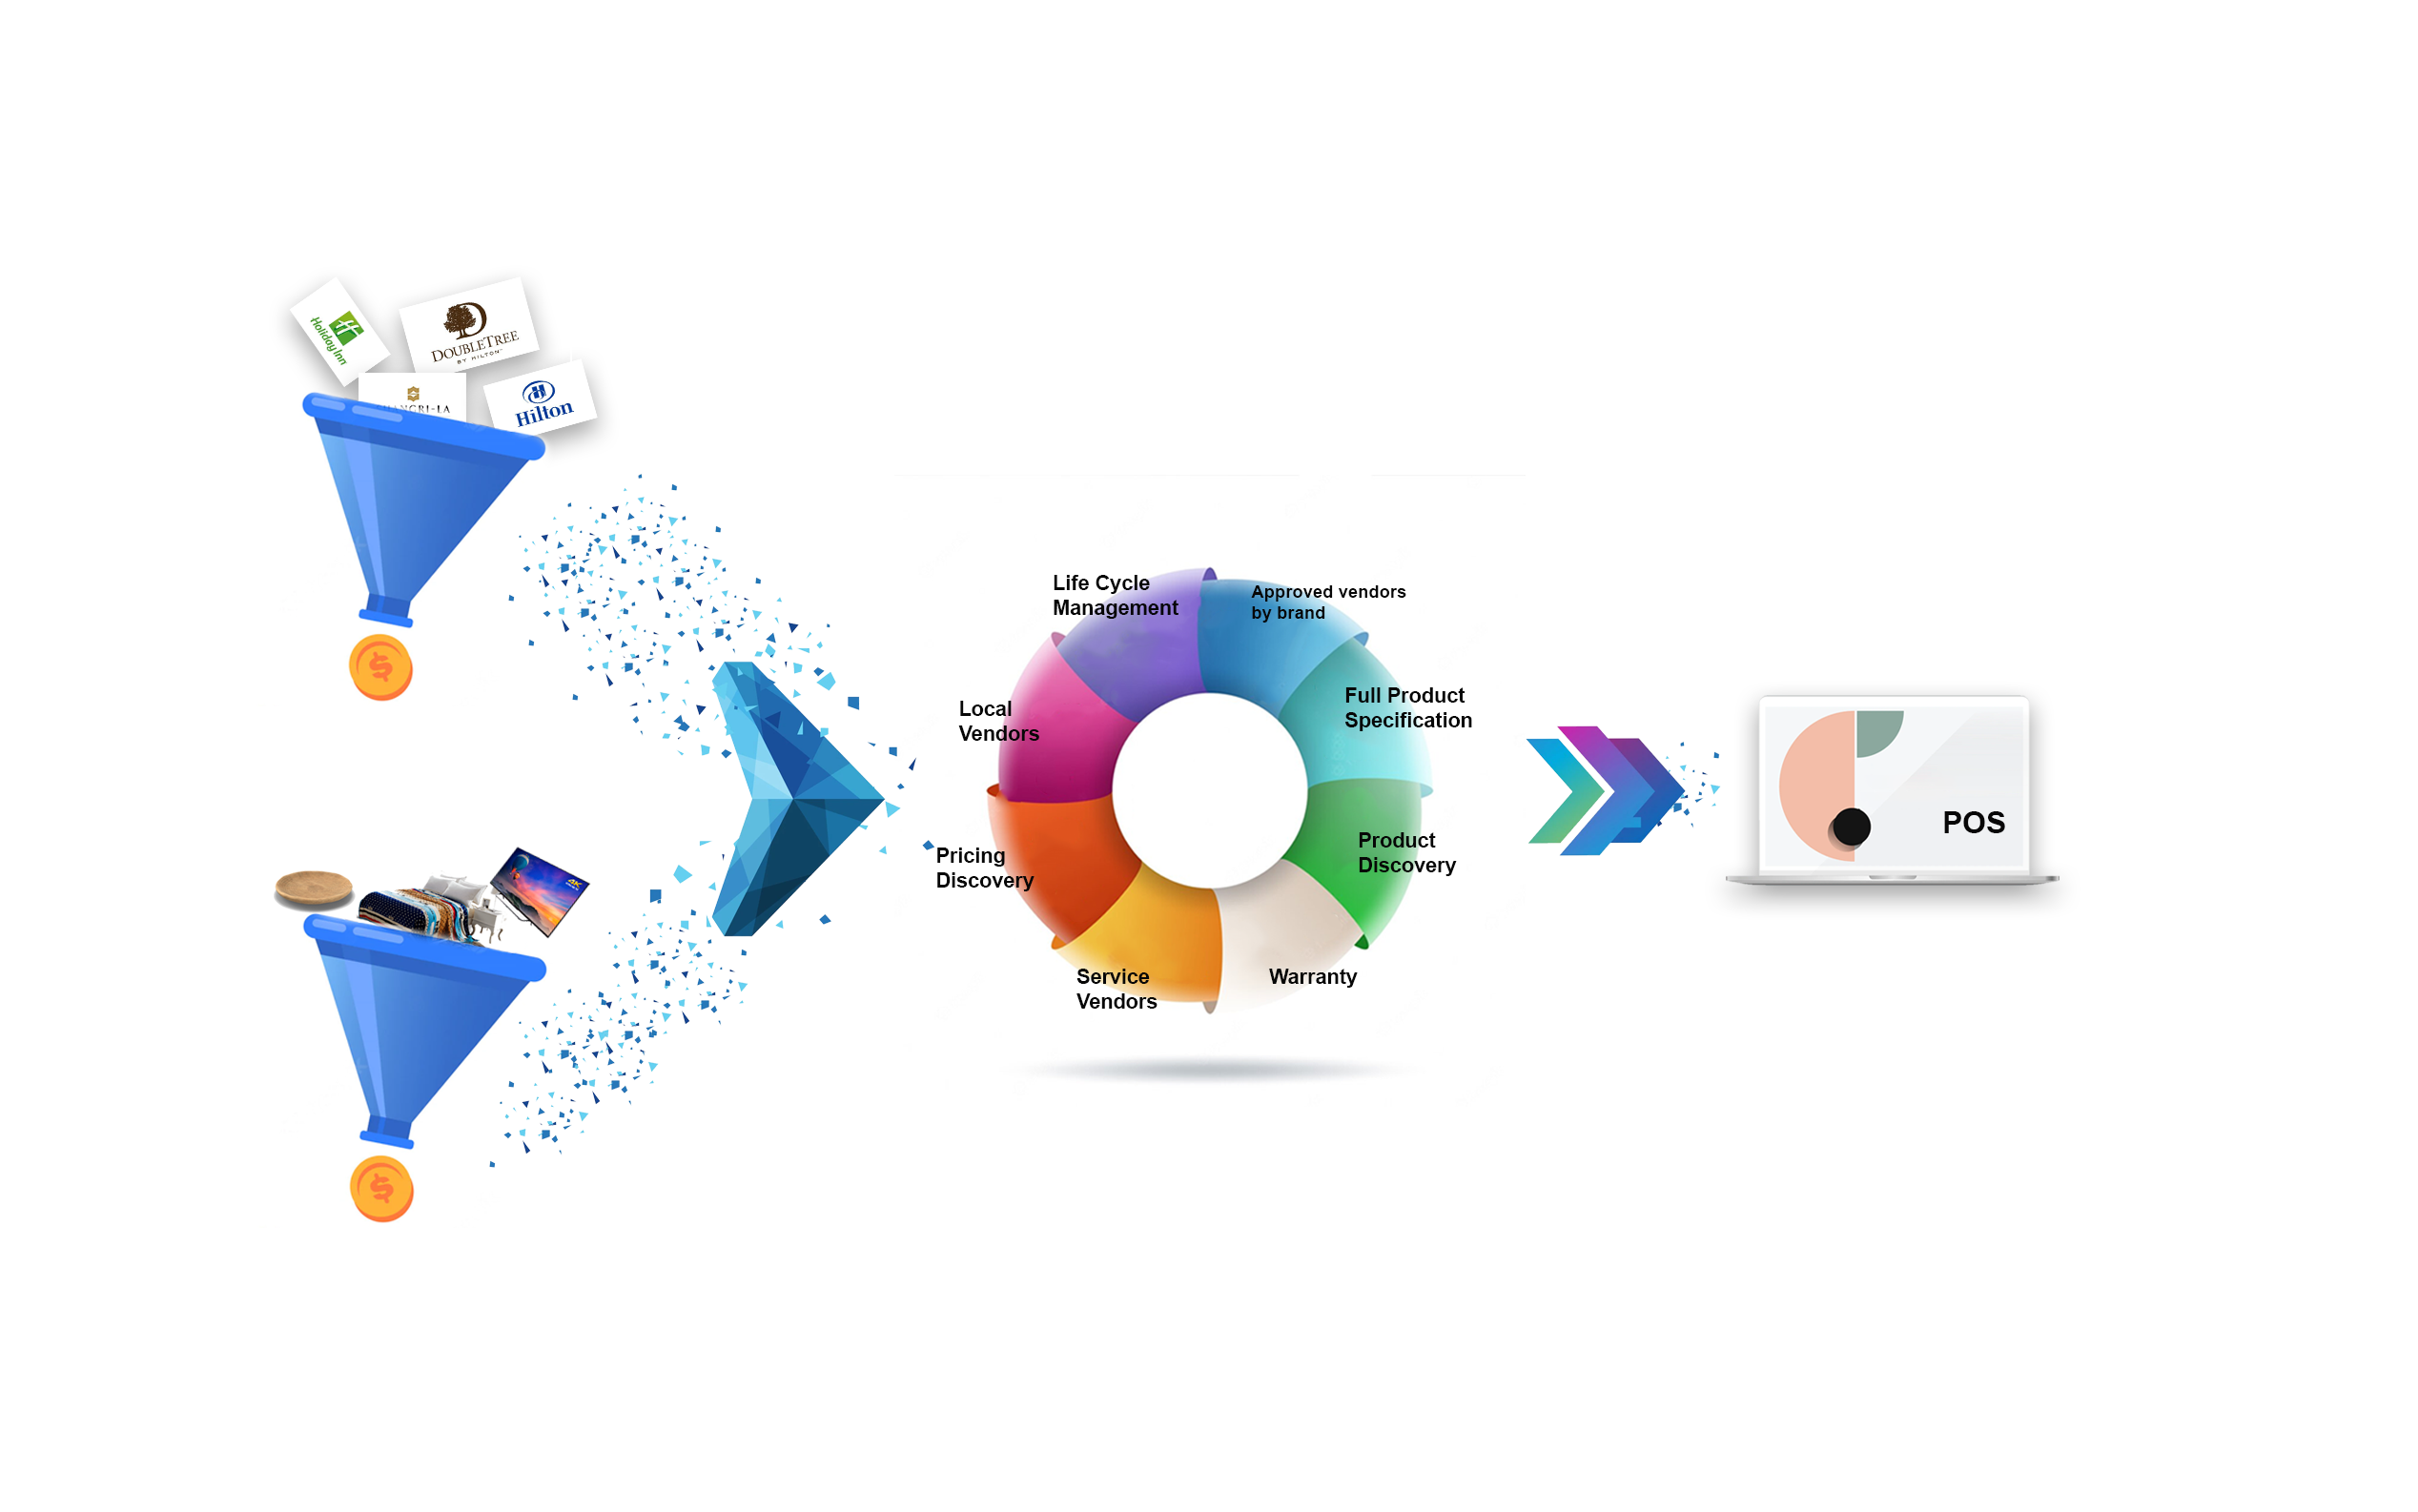 Holiday Inn
DOUBLETREE
BY HILTON
Hilton
Life Cycle
Management
Approved vendors
by brand
Local
Vendors
Full Product
Specification
Pricing
Discovery
Product
Discovery
Service
Vendors
Warranty
POS
4K